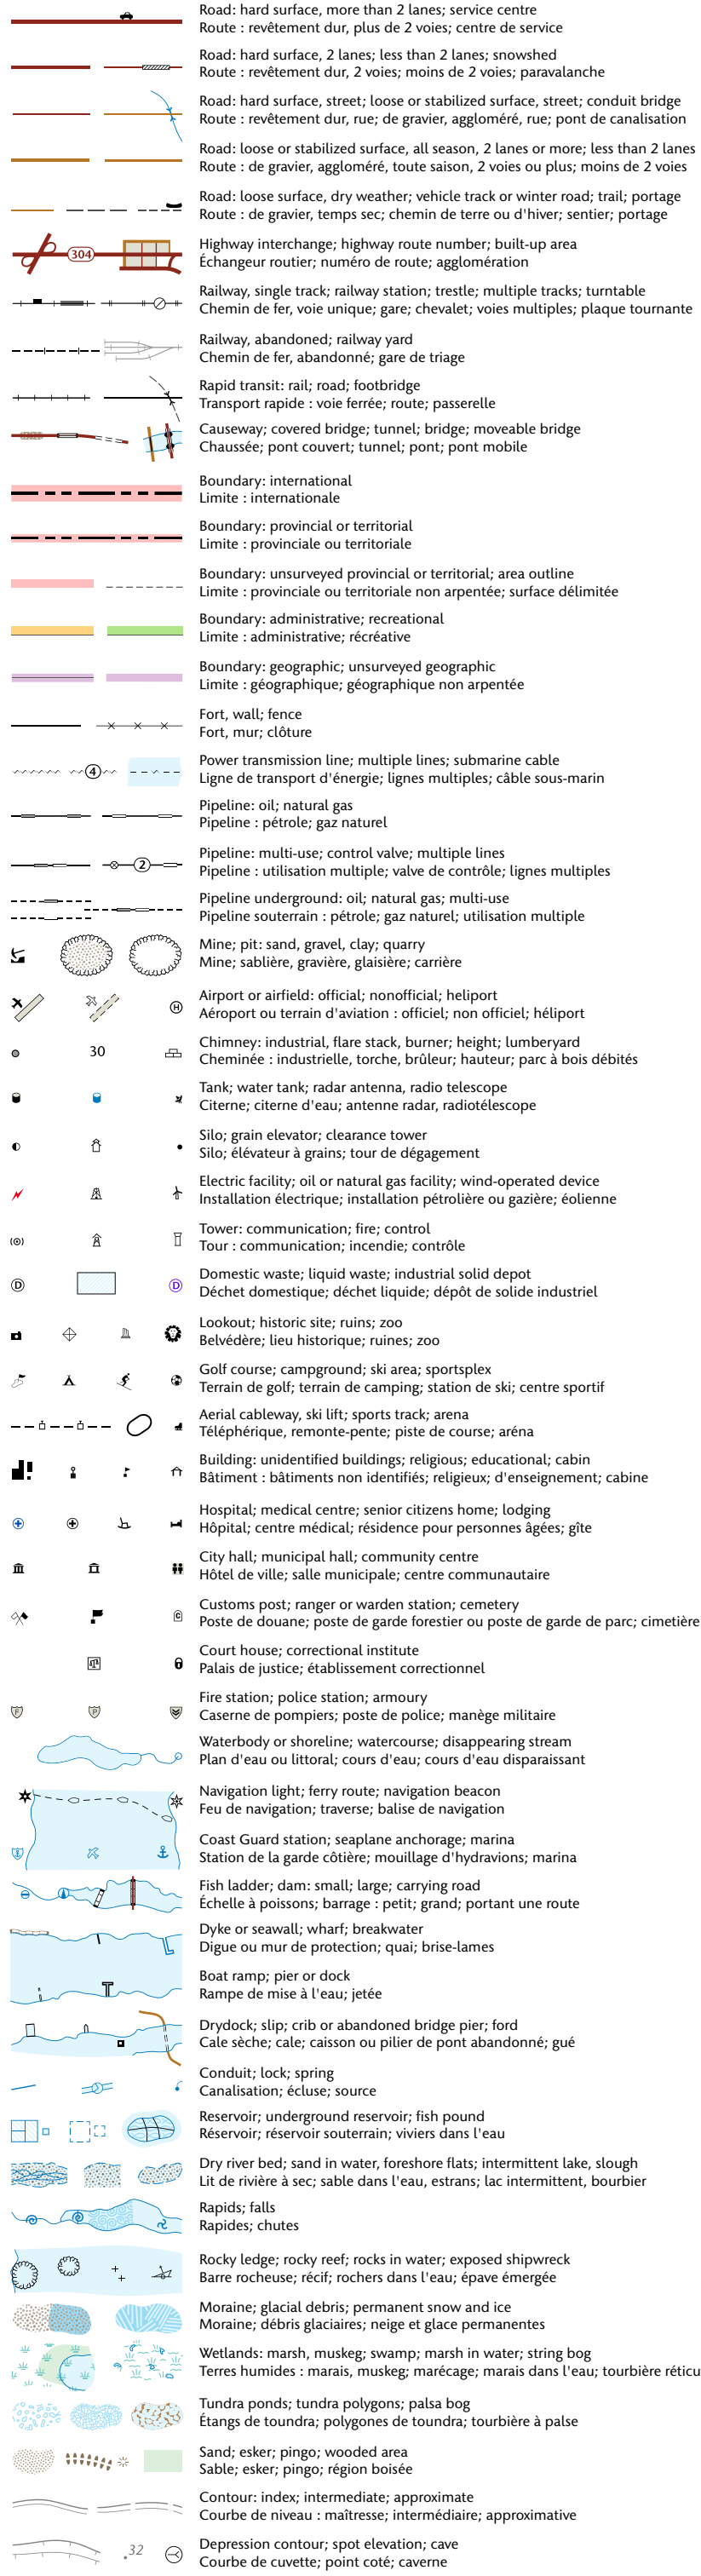 Road: hard surface, more than 2 lanes; service centre
Route : revêtement dur, plus de 2 voies; centre de service
Road: hard surface, 2 lanes; less than 2 lanes; snowshed
Route : revêtement dur, 2 voies; moins de 2 voies; paravalanche
Road: hard surface, street; loose or stabilized surface, street; conduit bridge
Route : revêtement dur, rue; de gravier, aggloméré, rue; pont de canalisation
Road: loose or stabilized surface, all season, 2 lanes or more; less than 2 lanes
Route : de gravier, aggloméré, toute saison, 2 voies ou plus; moins de 2 voies
Road: loose surface, dry weather; vehicle track or winter road; trail; portage
Route : de gravier, temps sec; chemin de terre ou d'hiver; sentier; portage
304
Highway interchange; highway route number; built-up area
Échangeur routier; numéro de route; agglomération
Railway, single track; railway station; trestle; multiple tracks; turntable
Chemin de fer, voie unique; gare; chevalet; voies multiples; plaque tournante
Railway, abandoned; railway yard
Chemin de fer, abandonné; gare de triage
Rapid transit: rail; road; footbridge
Transport rapide : voie ferrée; route; passerelle
Causeway; covered bridge; tunnel; bridge; moveable bridge
Chaussée; pont couvert; tunnel; pont; pont mobile
Boundary: international
Limite : internationale
Boundary: provincial or territorial
Limite : provinciale ou territoriale
Boundary: unsurveyed provincial or territorial; area outline
Limite : provinciale ou territoriale non arpentée; surface délimitée
Boundary: administrative; recreational
Limite : administrative; récréative
Boundary: geographic; unsurveyed geographic
Limite : géographique; géographique non arpentée
Fort, wall; fence
Fort, mur; clôture
4
Power transmission line; multiple lines; submarine cable
Ligne de transport d'énergie; lignes multiples; câble sous-marin
Pipeline: oil; natural gas
Pipeline : pétrole; gaz naturel
2
Pipeline: multi-use; control valve; multiple lines
Pipeline : utilisation multiple; valve de contrôle; lignes multiples
Pipeline underground: oil; natural gas; multi-use
Pipeline souterrain : pétrole; gaz naturel; utilisation multiple
Mine; pit: sand, gravel, clay; quarry
Mine; sablière, gravière, glaisière; carrière
H
Airport or airfield: official; nonofficial; heliport
Aéroport ou terrain d'aviation : officiel; non officiel; héliport
30
Chimney: industrial, flare stack, burner; height; lumberyard
Cheminée : industrielle, torche, brûleur; hauteur; parc à bois débités
Tank; water tank; radar antenna, radio telescope
Citerne; citerne d'eau; antenne radar, radiotélescope
Silo; grain elevator; clearance tower
Silo; élévateur à grains; tour de dégagement
Electric facility; oil or natural gas facility; wind-operated device
Installation électrique; installation pétrolière ou gazière; éolienne
Tower: communication; fire; control
Tour : communication; incendie; contrôle
D D
Domestic waste; liquid waste; industrial solid depot
Déchet domestique; déchet liquide; dépôt de solide industriel
Lookout; historic site; ruins; zoo
Belvédère; lieu historique; ruines; zoo
Golf course; campground; ski area; sportsplex
Terrain de golf; terrain de camping; station de ski; centre sportif
Aerial cableway, ski lift; sports track; arena
Téléphérique, remonte-pente; piste de course; aréna
Building: unidentified buildings; religious; educational; cabin
Bâtiment : bâtiments non identifiés; religieux; d'enseignement; cabine
Hospital; medical centre; senior citizens home; lodging
Hôpital; centre médical; résidence pour personnes âgées; gîte
City hall; municipal hall; community centre
Hôtel de ville; salle municipale; centre communautaire
C
Customs post; ranger or warden station; cemetery
Poste de douane; poste de garde forestier ou poste de garde de parc; cimetière
Court house; correctional institute
Palais de justice; établissement correctionnel
F P
Fire station; police station; armoury
Caserne de pompiers; poste de police; manège militaire
Waterbody or shoreline; watercourse; disappearing stream
Plan d'eau ou littoral; cours d'eau; cours d'eau disparaissant
Navigation light; ferry route; navigation beacon
Feu de navigation; traverse; balise de navigation
Coast Guard station; seaplane anchorage; marina
Station de la garde côtière; mouillage d'hydravions; marina
Fish ladder; dam: small; large; carrying road
Échelle à poissons; barrage : petit; grand; portant une route
Dyke or seawall; wharf; breakwater
Digue ou mur de protection; quai; brise-lames
Boat ramp; pier or dock
Rampe de mise à l'eau; jetée
Drydock; slip; crib or abandoned bridge pier; ford
Cale sèche; cale; caisson ou pilier de pont abandonné; gué
Conduit; lock; spring
Canalisation; écluse; source
Reservoir; underground reservoir; fish pound
Réservoir; réservoir souterrain; viviers dans l'eau
Dry river bed; sand in water, foreshore flats; intermittent lake, slough
Lit de rivière à sec; sable dans l'eau, estrans; lac intermittent, bourbier
Rapids; falls
Rapides; chutes
Rocky ledge; rocky reef; rocks in water; exposed shipwreck
Barre rocheuse; récif; rochers dans l'eau; épave émergée
Moraine; glacial debris; permanent snow and ice
Moraine; débris glaciaires; neige et glace permanentes
Wetlands: marsh, muskeg; swamp; marsh in water; string bog
Terres humides : marais, muskeg; marécage; marais dans l'eau; tourbière réticu
Tundra ponds; tundra polygons; palsa bog
Étangs de toundra; polygones de toundra; tourbière à palse
Sand; esker; pingo; wooded area
Sable; esker; pingo; région boisée
Contour: index; intermediate; approximate
Courbe de niveau : maîtresse; intermédiaire; approximative
.32
Depression contour; spot elevation; cave
Courbe de cuvette; point coté; caverne